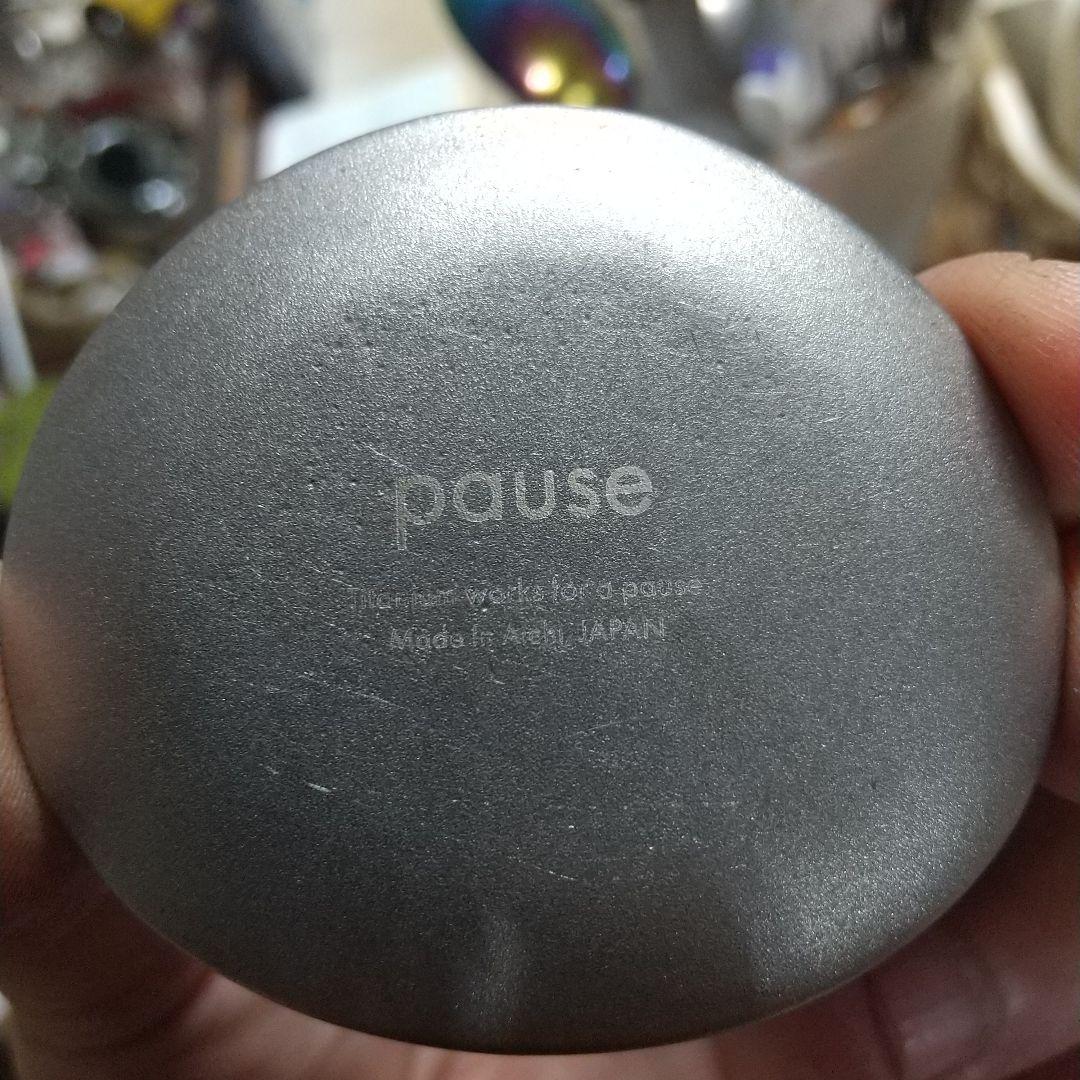 pause
Titanium works for a pause
Made in Aichi, JAPAN